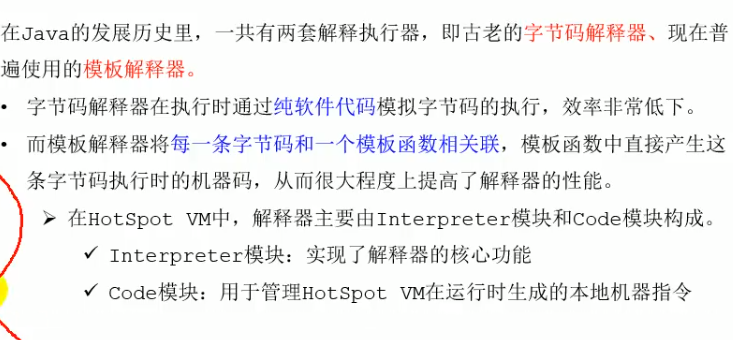 在Java的发展历史里，一共有两套解释执行器，即古老的字节码解释器、现在普
遍使用的模板解释器。
• 字节码解释器在执行时通过纯软件代码模拟字节码的执行，效率非常低下。
• 而模板解释器将每一条字节码和一个模板函数相关联，模板函数中直接产生这
条字节码执行时的机器码，从而很大程度上提高了解释器的性能。
➢ 在HotSpot VM中，解释器主要由Interpreter模块和Code模块构成。
✓ Interpreter模块：实现了解释器的核心功能
✓ Code模块：用于管理HotSpot VM在运行时生成的本地机器指令